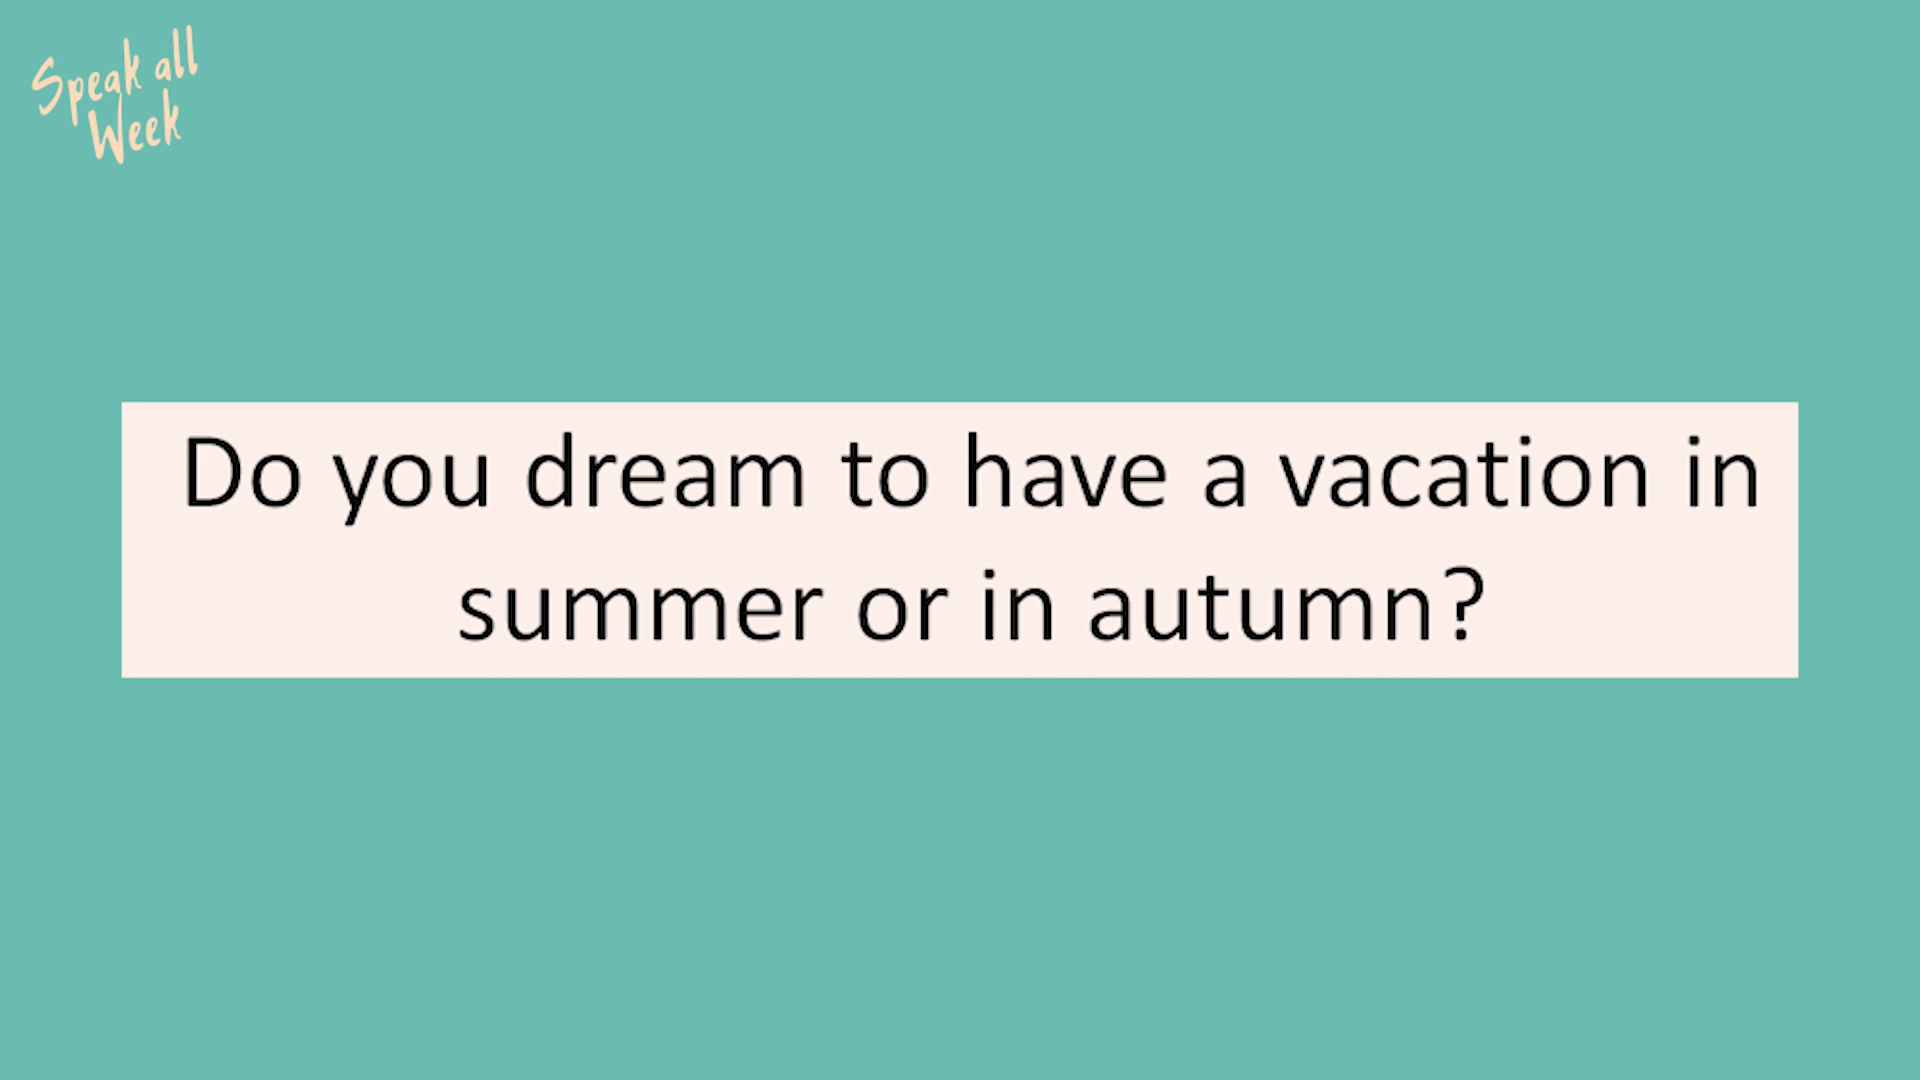 Speak all
Week
Do you dream to have a vacation in
summer or in autumn?